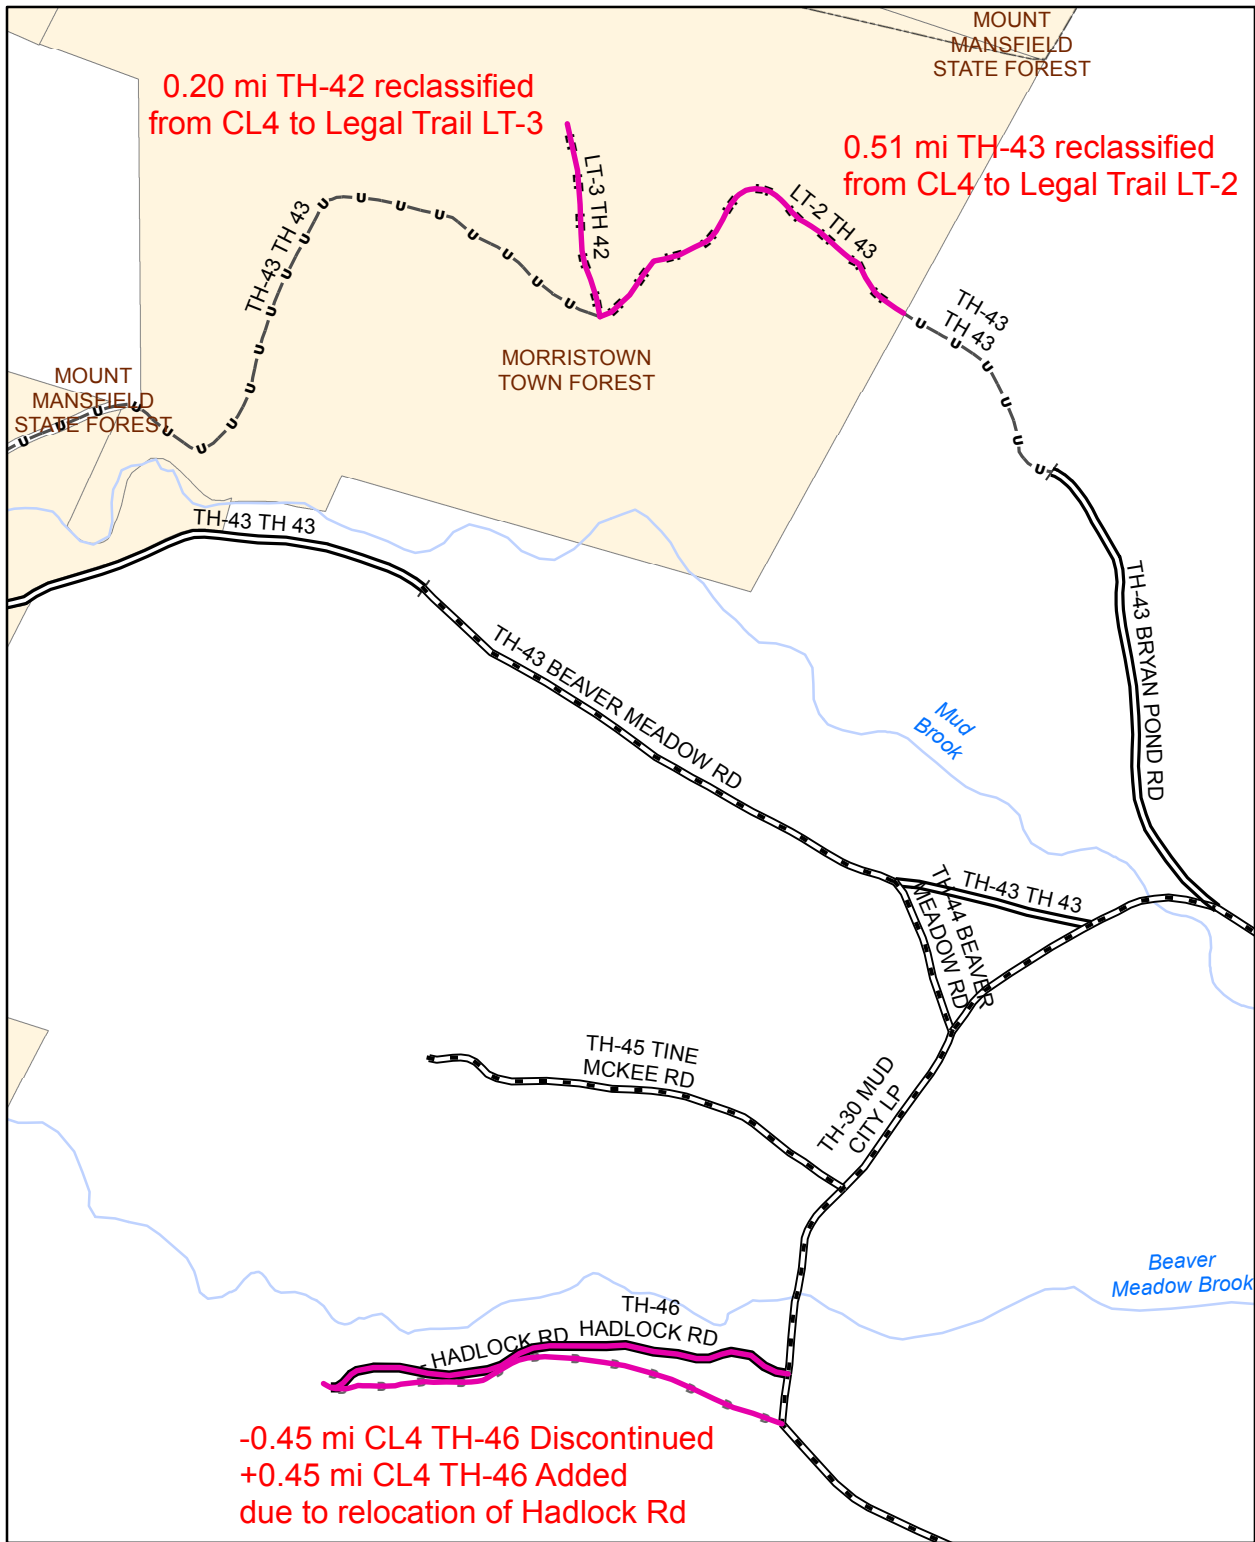 MOUNT
MANSFIELD
STATE FOREST
0.20 mi TH-42 reclassified
from CL4 to Legal Trail LT-3
0.51 mi TH-43 reclassified
from CL4 to Legal Trail LT-2
LT-3 TH 42
LT-2 TH 43
TH-43 TH 43
TH-43
TH 43
MORRISTOWN
TOWN FOREST
MOUNT
MANSFIELD
STATE FOREST
TH-43 TH 43
TH-43 BEAVER MEADOW RD
TH-43 BRYAN POND RD
Mud
Brook
TH-43 TH 43
TH-44 BEAVER
MEADOW RD
TH-45 TINE
MCKEE RD
TH-30 MUD
CITY LP
Beaver
Meadow Brook
TH-46
HADLOCK RD
HADLOCK RD
-0.45 mi CL4 TH-46 Discontinued
+0.45 mi CL4 TH-46 Added
due to relocation of Hadlock Rd